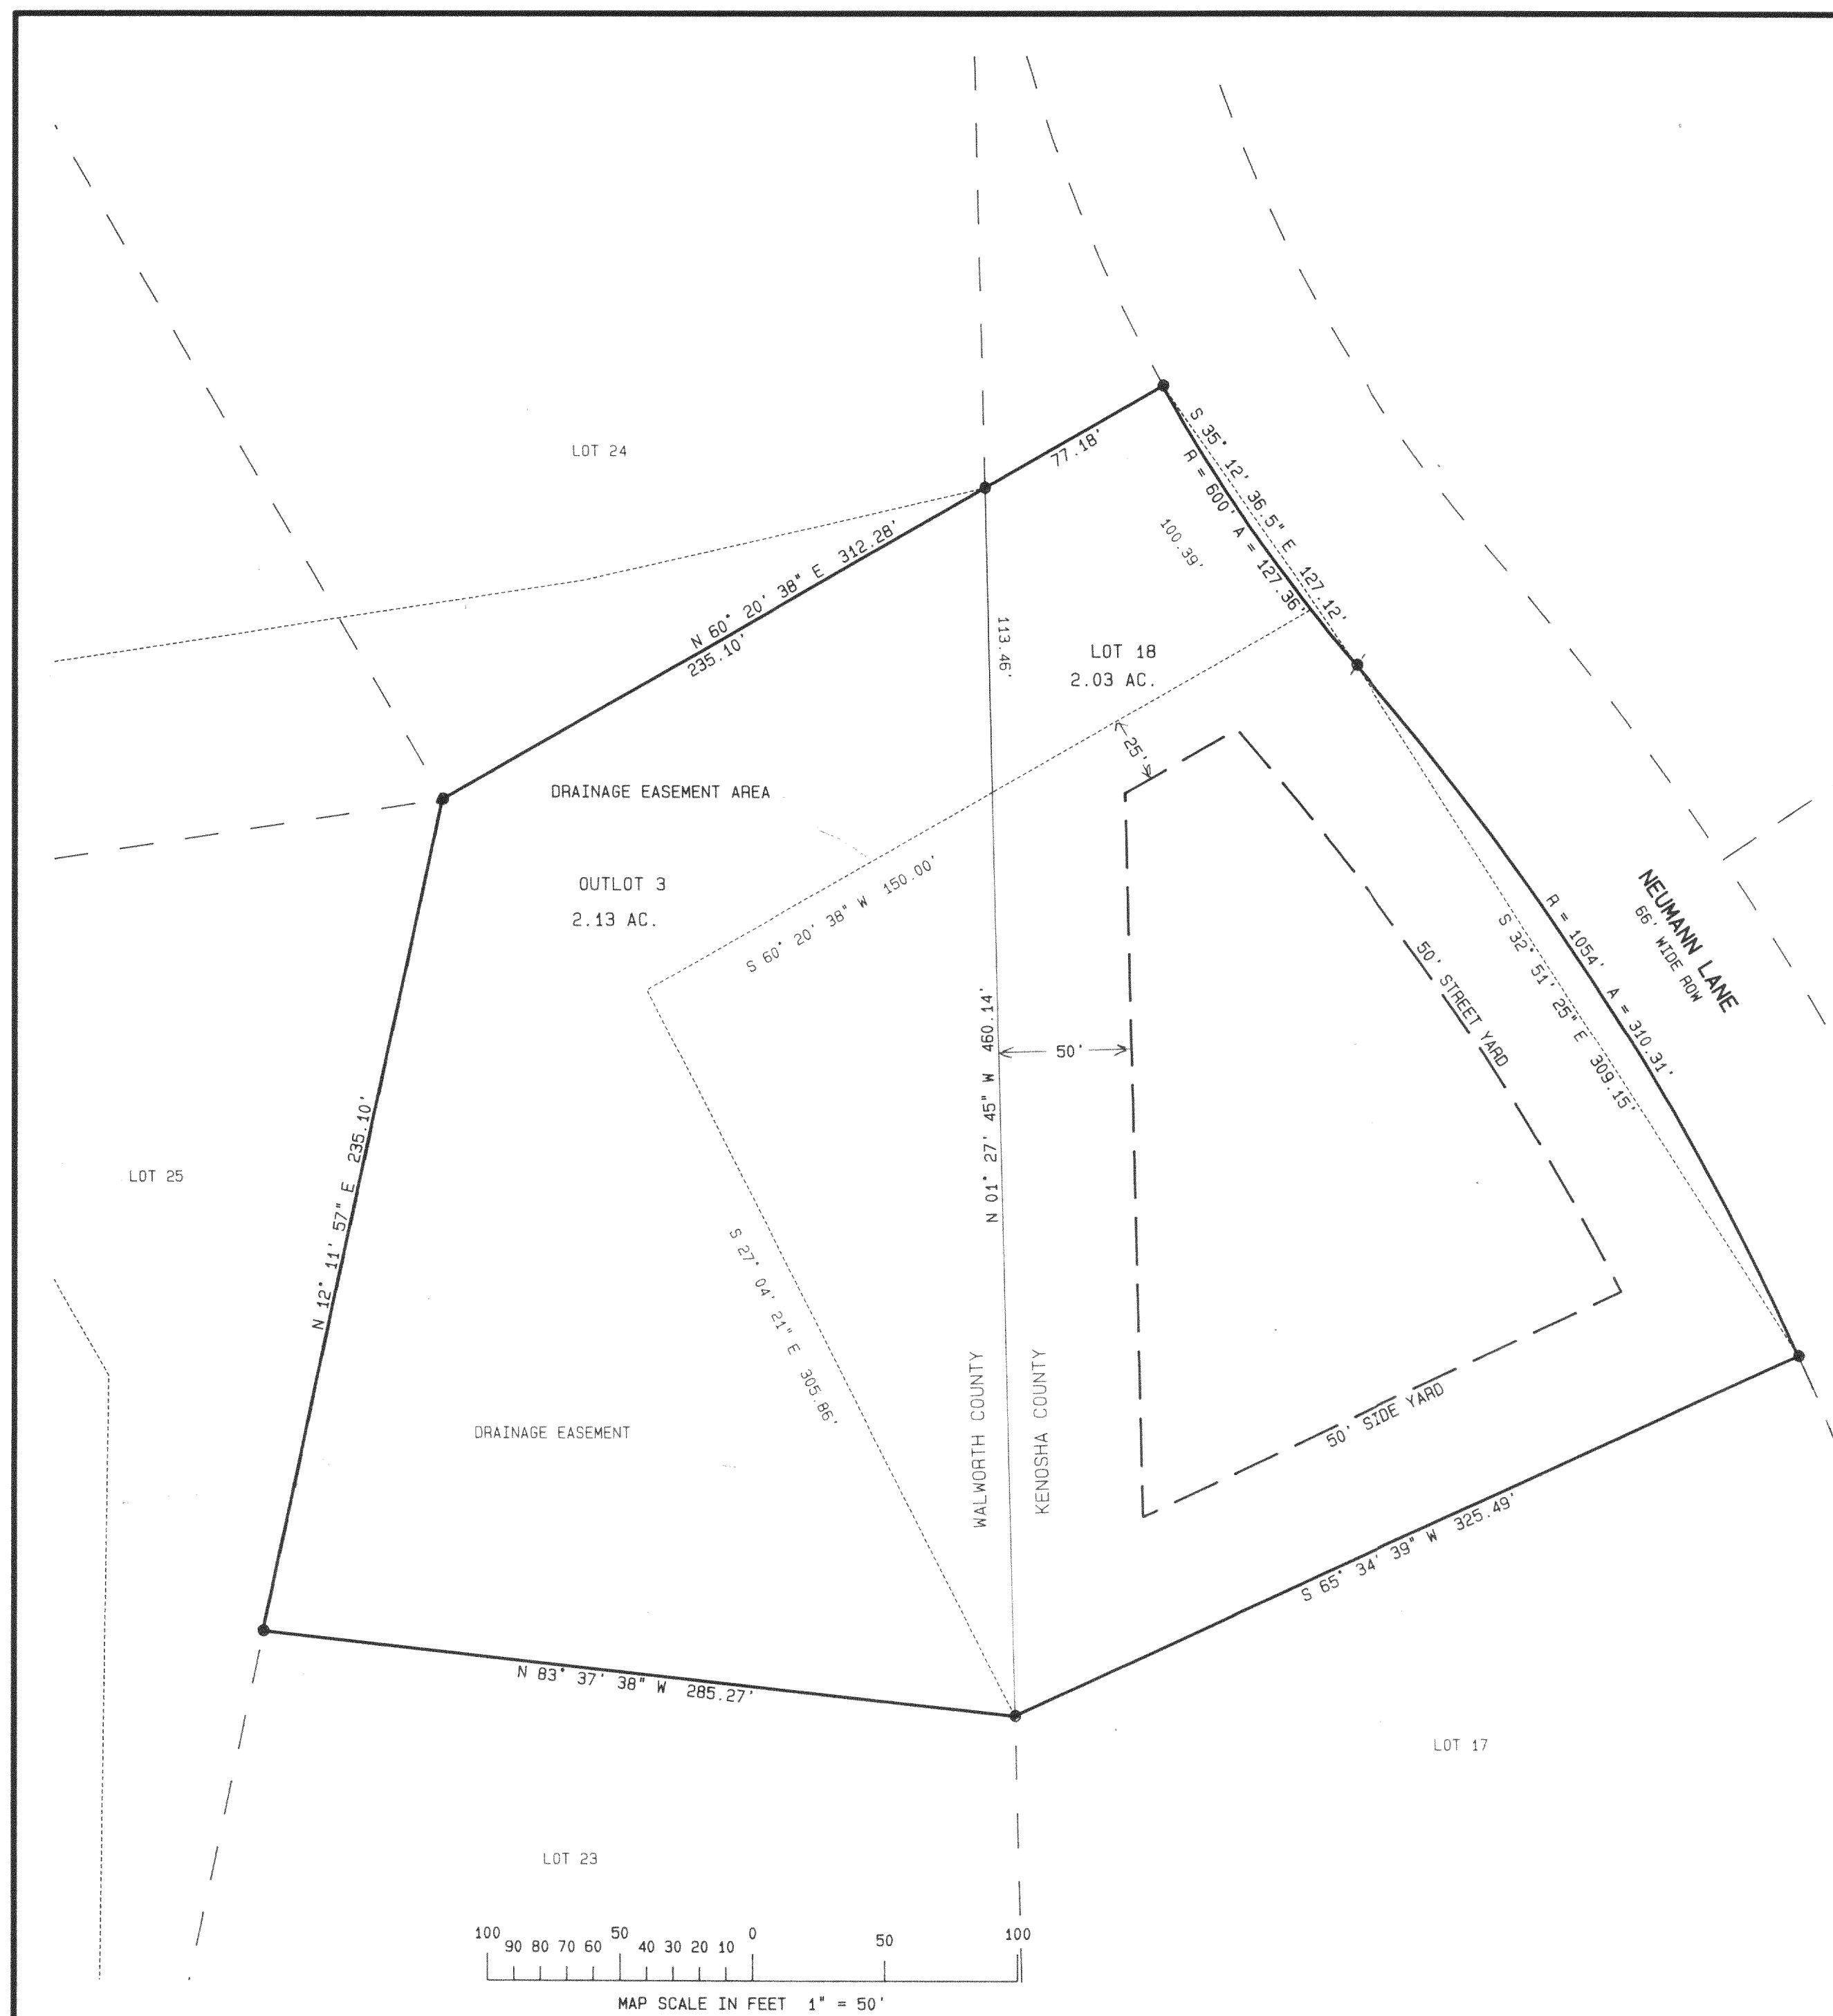 LOT 24
77.18'
S 35° 12' 36.5" E 127.12'
R = 600' A = 127.36'
100.39'
N 60° 20' 38" E 312.28'
235.10'
113.46'
LOT 18
2.03 AC.
25'
DRAINAGE EASEMENT AREA
OUTLOT 3
2.13 AC.
S 60° 20' 38" W 150.00'
NEUMANN LANE
66' WIDE ROW
R = 1054' A = 310.31'
S 32° 51' 25" E 309.15'
50' STREET YARD
50'
N 01° 27' 45" W 460.14'
LOT 25
N 12° 11' 57" E 235.10'
S 27° 04' 21" E 305.86'
WALWORTH COUNTY
KENOSHA COUNTY
50' SIDE YARD
DRAINAGE EASEMENT
S 65° 34' 39" W 325.49'
N 83° 37' 38" W 285.27'
LOT 17
LOT 23
100 90 80 70 60 50 40 30 20 10 0 50 100
MAP SCALE IN FEET 1" = 50'